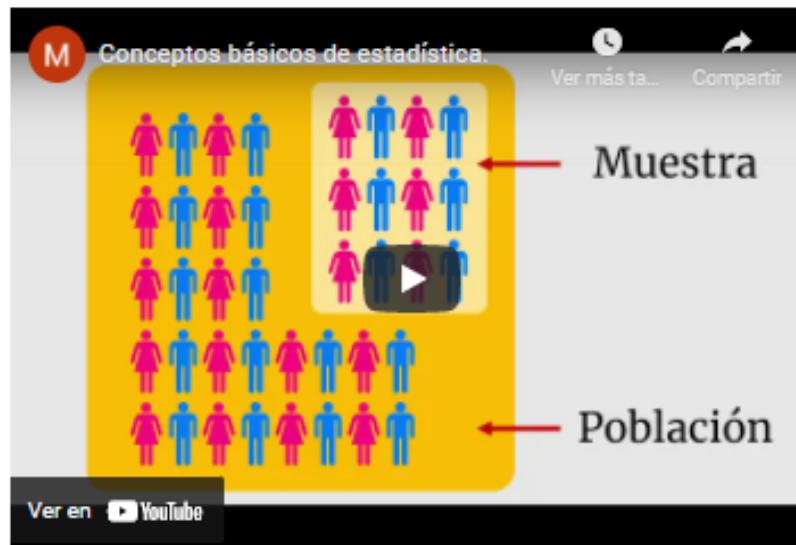 M
Conceptos básicos de estadística.
Ver más ta...
Compartir
Muestra
Población
Ver en YouTube